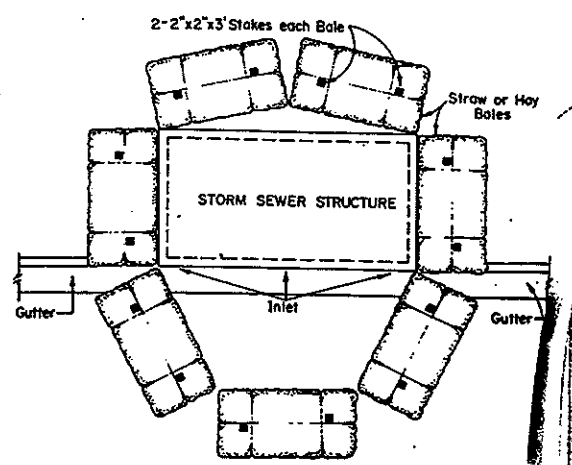 2-2"x2"x3' Stakes each Bale
Straw or Hay
Bales
STORM SEWER STRUCTURE
Gutter
Inlet
Gutter